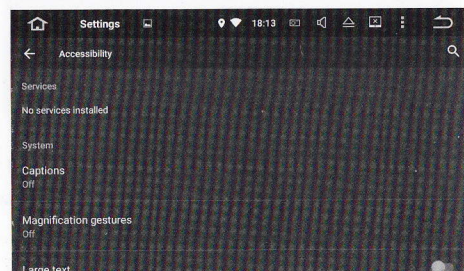 Settings 18:13
Accessibility
Services
No services installed
System
Captions
Off
Magnification gestures
Off
Large text